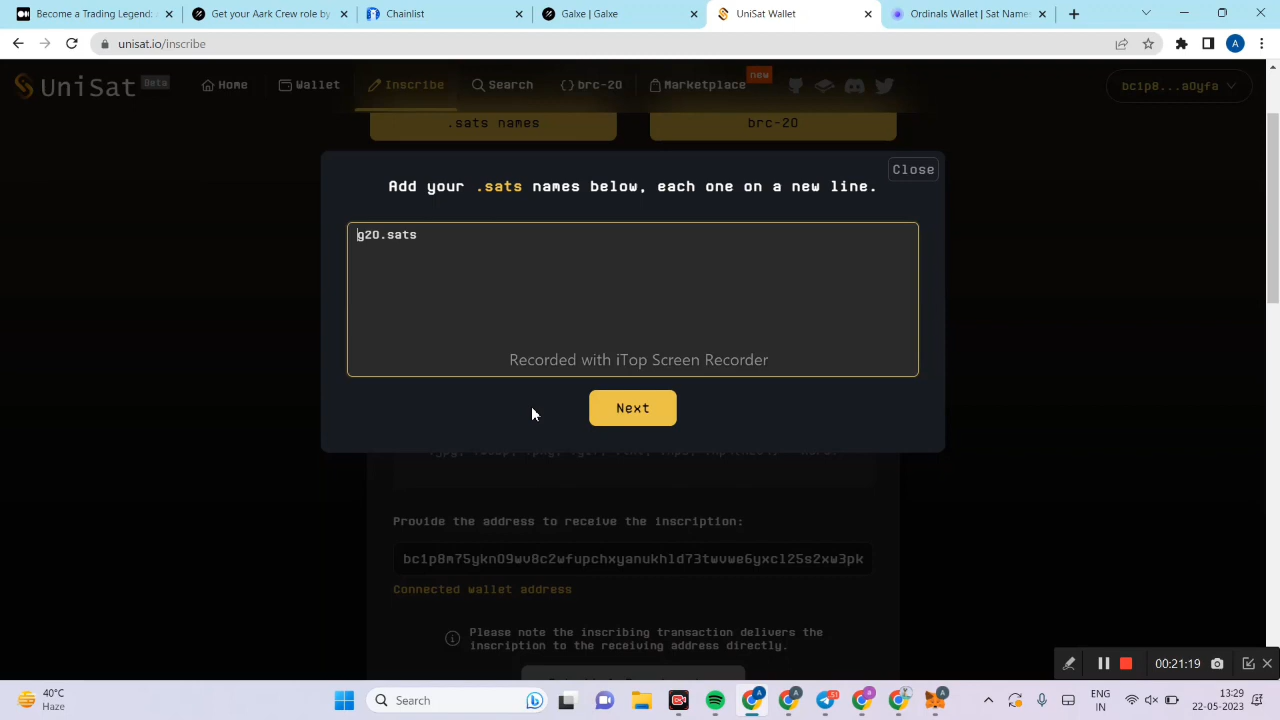 Become a Trading Legend:
Get your Aark Crew role by
Chainlist
Galxe | Galxe
UniSat Wallet
Ordinals Wallet | Sat Names
unisat.io/inscribe
A
UniSat Beta
Home
Wallet
Inscribe
Search
brc-20
Marketplace
new
bc1p8...a0yfa
.sats names
brc-20
Close
Add your .sats names below, each one on a new line.
g20.sats
Recorded with iTop Screen Recorder
Next
Provide the address to receive the inscription:
bc1p8m75ykn09wv8c2wfupchxyanukhld73twvwe6yxcl25s2xw3pk
Connected wallet address
Please note the inscribing transaction delivers the
inscription to the receiving address directly.
00:21:19
40°C
Haze
Search
31
ENG
IN
13:29
22-05-2023